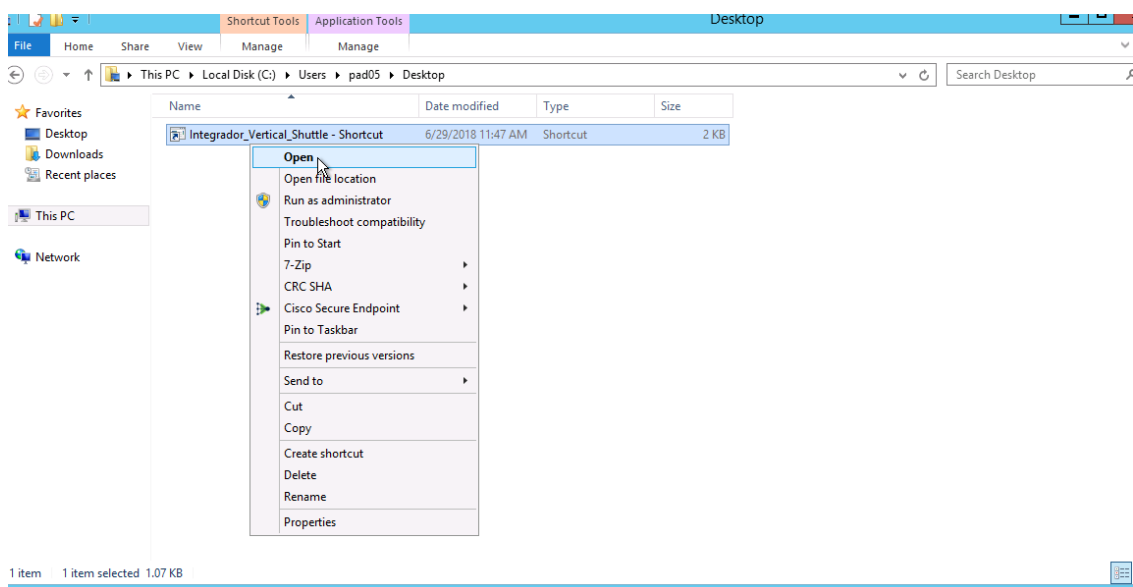 Shortcut Tools Application Tools Desktop
File Home Share View Manage Manage
This PC Local Disk (C:) Users pad05 Desktop Search Desktop
Favorites
Desktop
Downloads
Recent places
This PC
Network
Name Date modified Type Size
Integrador_Vertical_Shuttle - Shortcut 6/29/2018 11:47 AM Shortcut 2 KB
Open
Open file location
Run as administrator
Troubleshoot compatibility
Pin to Start
7-Zip
CRC SHA
Cisco Secure Endpoint
Pin to Taskbar
Restore previous versions
Send to
Cut
Copy
Create shortcut
Delete
Rename
Properties
1 item 1 item selected 1.07 KB